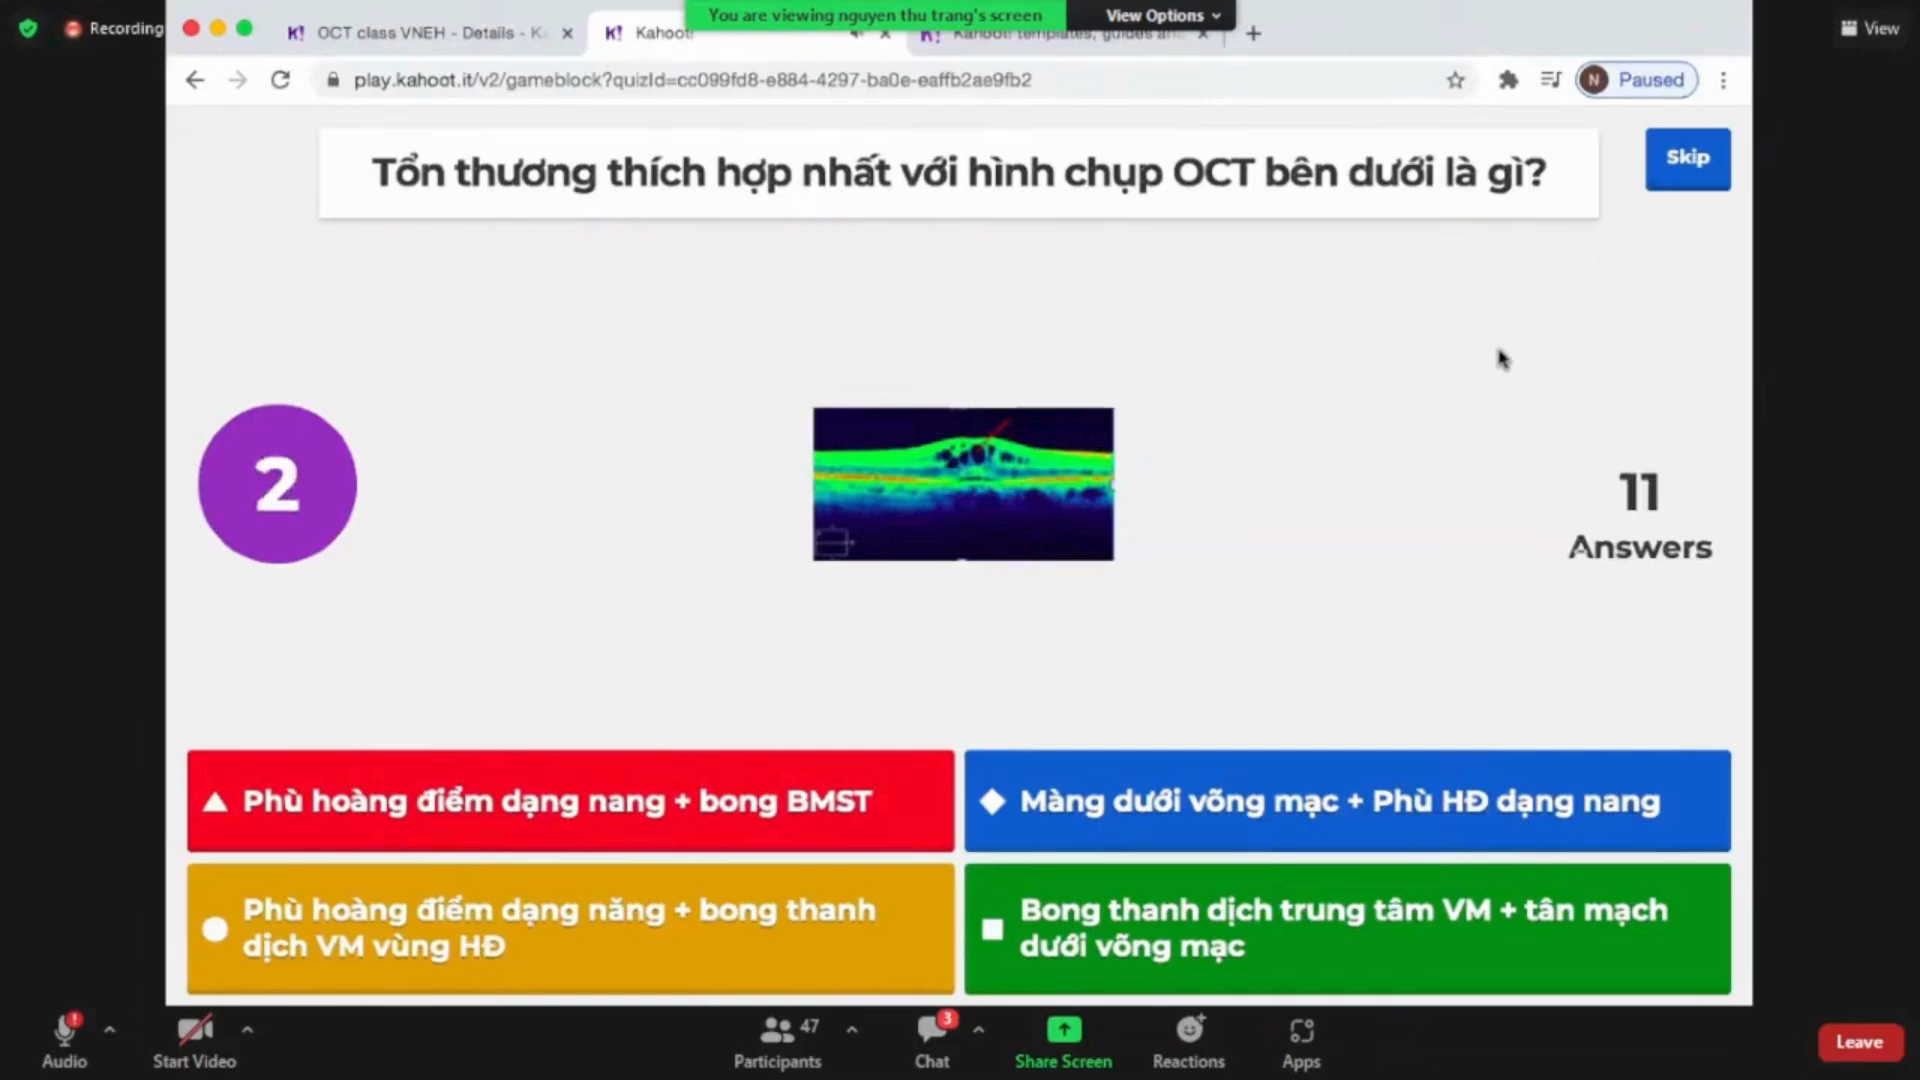 You are viewing nguyen thu trang's screen
View Options
Recording
View
OCT class VNEH - Details - K
Kahoot!
Kahoot! templates, guides an
play.kahoot.it/v2/gameblock?quizId=cc099fd8-e884-4297-ba0e-eaffb2ae9fb2
N
Paused
Tổn thương thích hợp nhất với hình chụp OCT bên dưới là gì?
Skip
2
11
Answers
Phù hoàng điểm dạng nang + bong BMST
Màng dưới võng mạc + Phù HĐ dạng nang
Phù hoàng điểm dạng năng + bong thanh
dịch VM vùng HĐ
Bong thanh dịch trung tâm VM + tân mạch
dưới võng mạc
Audio
Start Video
47
Participants
3
Chat
Share Screen
Reactions
Apps
Leave